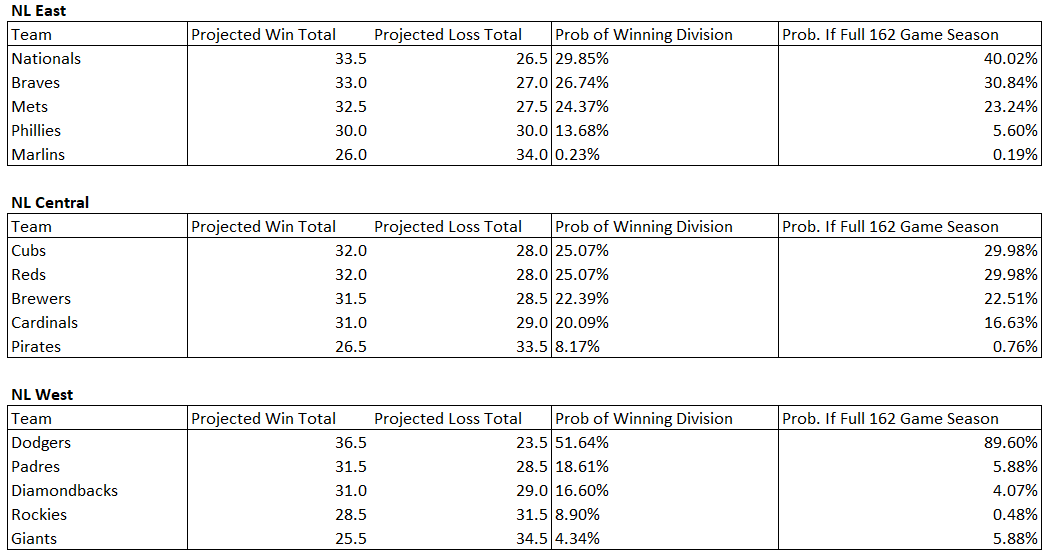 NL East
Team Projected Win Total Projected Loss Total Prob of Winning Division Prob. If Full 162 Game Season
Nationals 33.5 26.5 29.85% 40.02%
Braves 33.0 27.0 26.74% 30.84%
Mets 32.5 27.5 24.37% 23.24%
Phillies 30.0 30.0 13.68% 5.60%
Marlins 26.0 34.0 0.23% 0.19%
NL Central
Team Projected Win Total Projected Loss Total Prob of Winning Division Prob. If Full 162 Game Season
Cubs 32.0 28.0 25.07% 29.98%
Reds 32.0 28.0 25.07% 29.98%
Brewers 31.5 28.5 22.39% 22.51%
Cardinals 31.0 29.0 20.09% 16.63%
Pirates 26.5 33.5 8.17% 0.76%
NL West
Team Projected Win Total Projected Loss Total Prob of Winning Division Prob. If Full 162 Game Season
Dodgers 36.5 23.5 51.64% 89.60%
Padres 31.5 28.5 18.61% 5.88%
Diamondbacks 31.0 29.0 16.60% 4.07%
Rockies 28.5 31.5 8.90% 0.48%
Giants 25.5 34.5 4.34% 5.88%